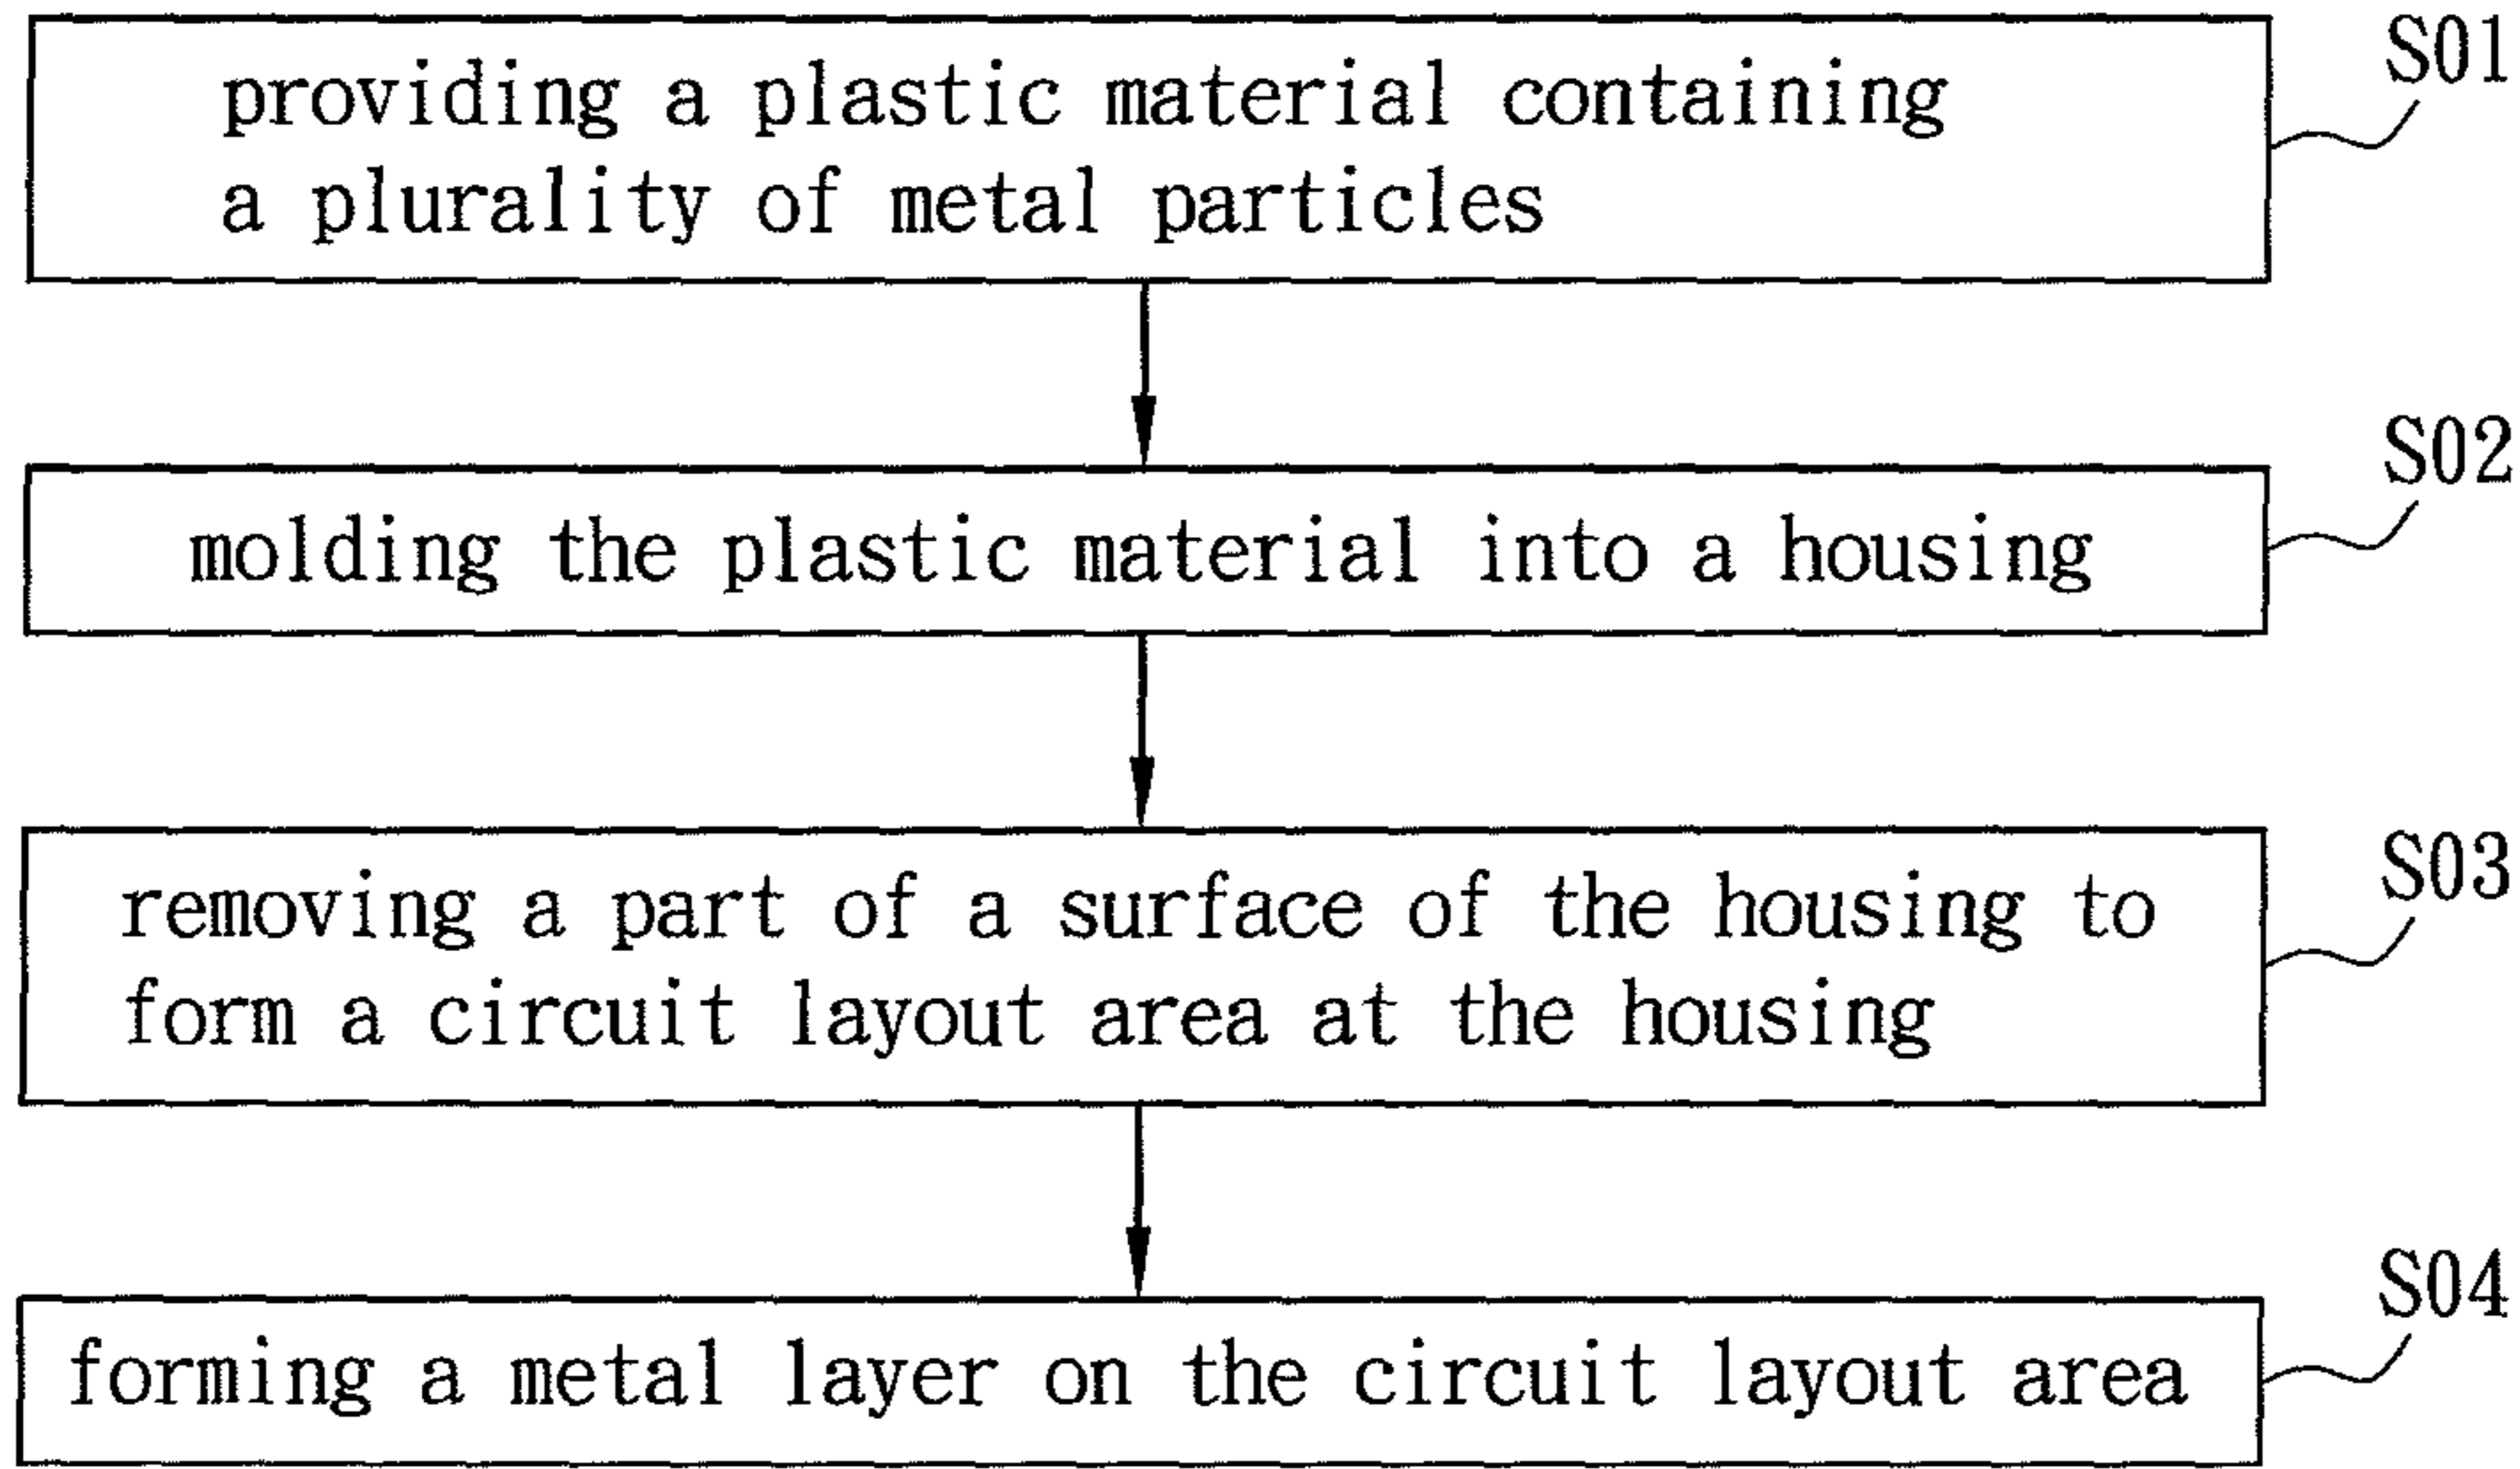 S01
providing a plastic material containing
a plurality of metal particles
S02
molding the plastic material into a housing
S03
removing a part of a surface of the housing to
form a circuit layout area at the housing
S04
forming a metal layer on the circuit layout area